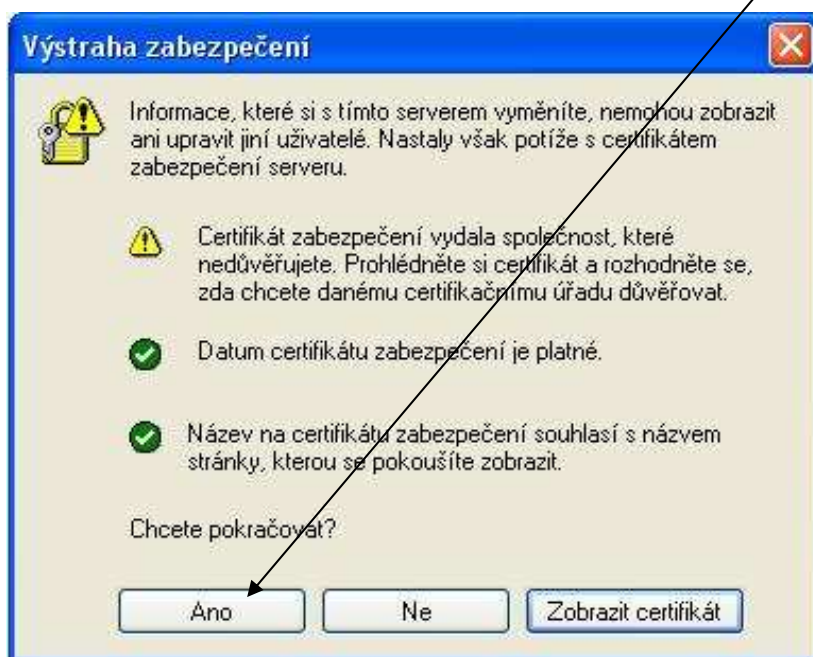 Výstraha zabezpečení
Informace, které si s tímto serverem vyměníte, nemohou zobrazit
ani upravit jiní uživatelé. Nastaly však potíže s certifikátem
zabezpečení serveru.
Certifikát zabezpečení vydala společnost, které
nedůvěřujete. Prohlédněte si certifikát a rozhodněte se,
zda chcete danému certifikačnímu úřadu důvěřovat.
Datum certifikátu zabezpečení je platné.
Název na certifikátu zabezpečení souhlasí s názvem
stránky, kterou se pokoušíte zobrazit.
Chcete pokračovat?
Ano Ne Zobrazit certifikát